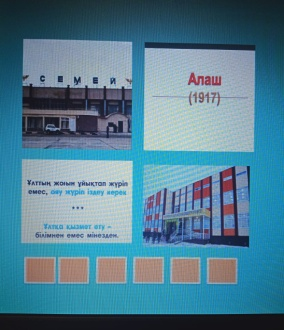 СЕМЕЙ
Алаш
(1917)
Ұлттың жоғын ұйықтап жүріп
емес, ояу жүріп іздеу керек
***
Ұлтқа қызмет ету –
білімнен емес мінезден.